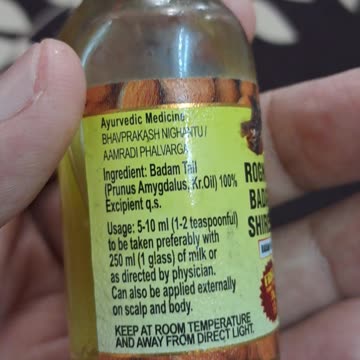 Ayurvedic Medicine
BHAVPRAKASH NIGHANTU /
AAMRADI PHALVARGA
Ingredient: Badam Tail
(Prunus Amygdalus, Kr.Oil) 100%
Excipient q.s.
Usage: 5-10 ml (1-2 teaspoonful)
to be taken preferably with
250 ml (1 glass) of milk or
as directed by physician.
Can also be applied externally
on scalp and body.
KEEP AT ROOM TEMPERATURE
AND AWAY FROM DIRECT LIGHT.
ROGH
BADA
SHIR